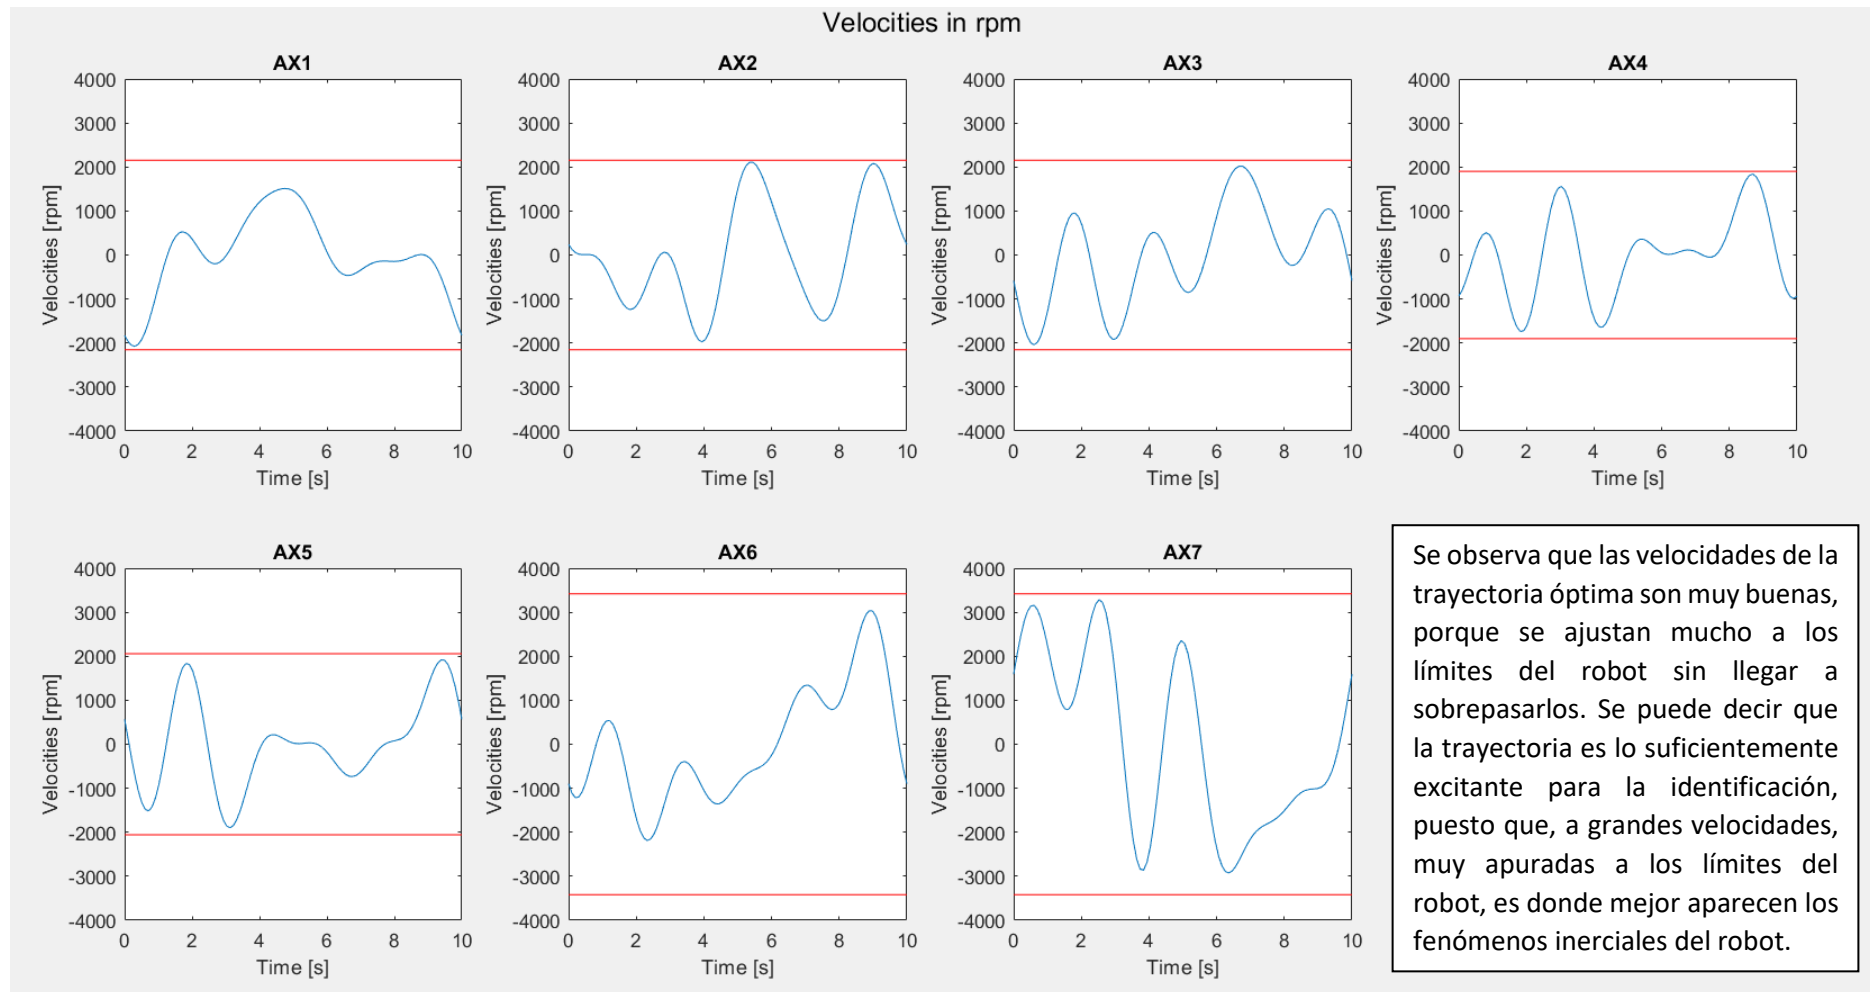 Velocities in rpm
AX1
4000
3000
2000
1000
0
-1000
-2000
-3000
-4000
Velocities [rpm]
0 2 4 6 8 10
Time [s]
AX2
4000
3000
2000
1000
0
-1000
-2000
-3000
-4000
Velocities [rpm]
0 2 4 6 8 10
Time [s]
AX3
4000
3000
2000
1000
0
-1000
-2000
-3000
-4000
Velocities [rpm]
0 2 4 6 8 10
Time [s]
AX4
4000
3000
2000
1000
0
-1000
-2000
-3000
-4000
Velocities [rpm]
0 2 4 6 8 10
Time [s]
AX5
4000
3000
2000
1000
0
-1000
-2000
-3000
-4000
Velocities [rpm]
0 2 4 6 8 10
Time [s]
AX6
4000
3000
2000
1000
0
-1000
-2000
-3000
-4000
Velocities [rpm]
0 2 4 6 8 10
Time [s]
AX7
4000
3000
2000
1000
0
-1000
-2000
-3000
-4000
Velocities [rpm]
0 2 4 6 8 10
Time [s]
Se observa que las velocidades de la
trayectoria óptima son muy buenas,
porque se ajustan mucho a los
límites del robot sin llegar a
sobrepasarlos. Se puede decir que
la trayectoria es lo suficientemente
excitante para la identificación,
puesto que, a grandes velocidades,
muy apuradas a los límites del
robot, es donde mejor aparecen los
fenómenos inerciales del robot.